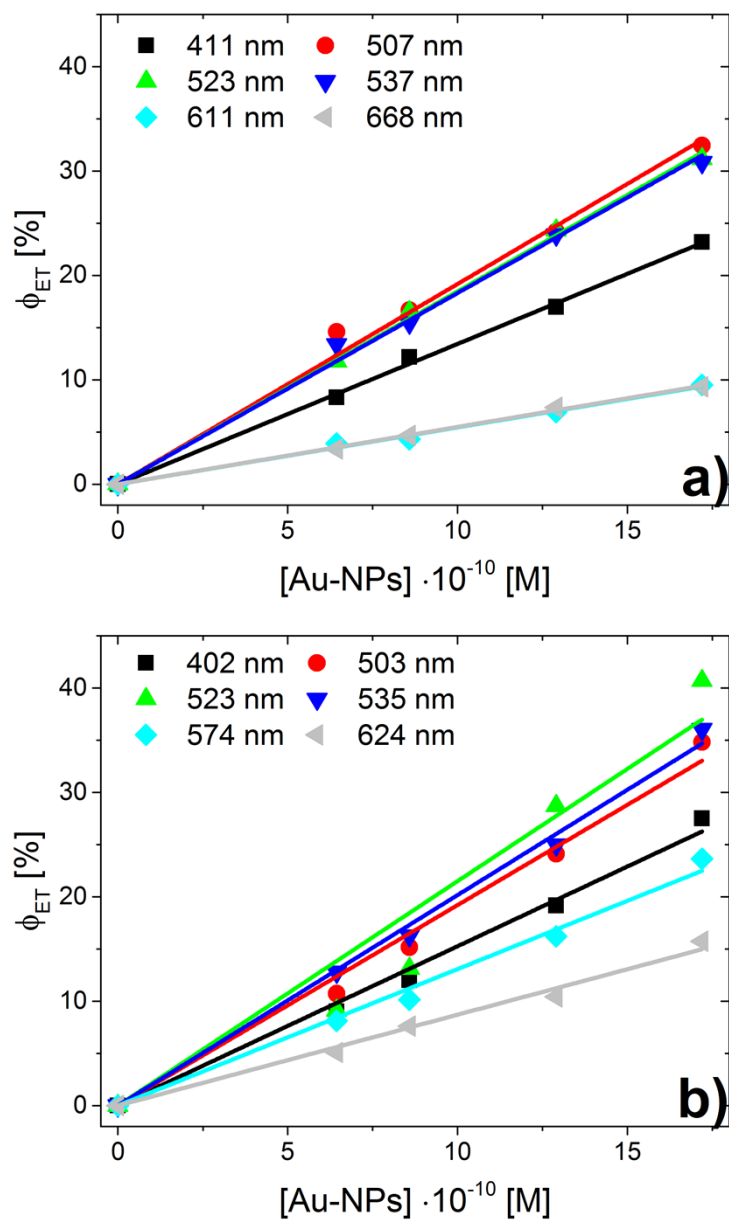 411 nm 507 nm
523 nm 537 nm
611 nm 668 nm
40
30
20
10
0
ϕET [%]
0 5 10 15
a)
[Au-NPs] ·10-10 [M]
402 nm 503 nm
523 nm 535 nm
574 nm 624 nm
40
30
20
10
0
ϕET [%]
0 5 10 15
b)
[Au-NPs] ·10-10 [M]